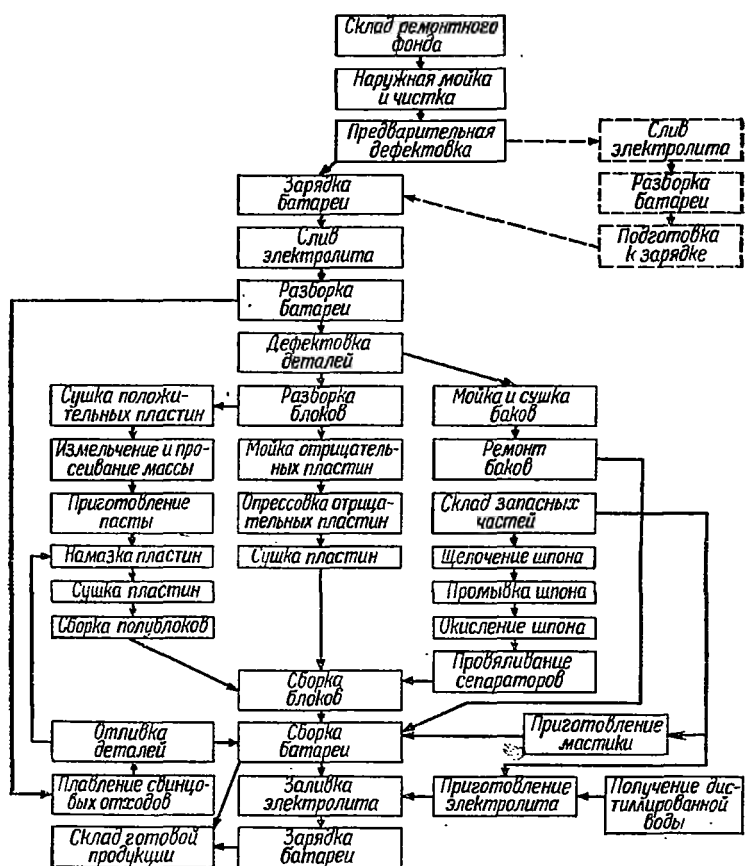 Склад ремонтного
фонда
Наружная мойка
и чистка
Предварительная
дефектовка
Слив
электролита
Разборка
батареи
Подготовка
к зарядке
Зарядка
батареи
Слив
электролита
Разборка
батареи
Дефектовка
деталей
Сушка положи-
тельных пластин
Разборка
блоков
Мойка и сушка
баков
Измельчение и про-
сеивание массы
Мойка отрицатель-
ных пластин
Ремонт
баков
Приготовление
пасты
Опрессовка отрица-
тельных пластин
Склад запасных
частей
Намазка пластин
Сушка пластин
Щелочение шпона
Сушка пластин
Промывка шпона
Сборка полублоков
Окисление шпона
Провяливание
сепараторов
Сборка
блоков
Отливка
деталей
Сборка
батареи
Приготовление
мастики
Плавление свинцо-
вых отходов
Заливка
электролита
Приготовление
электролита
Получение дис-
тиллированной
воды
Склад готовой
продукции
Зарядка
батареи